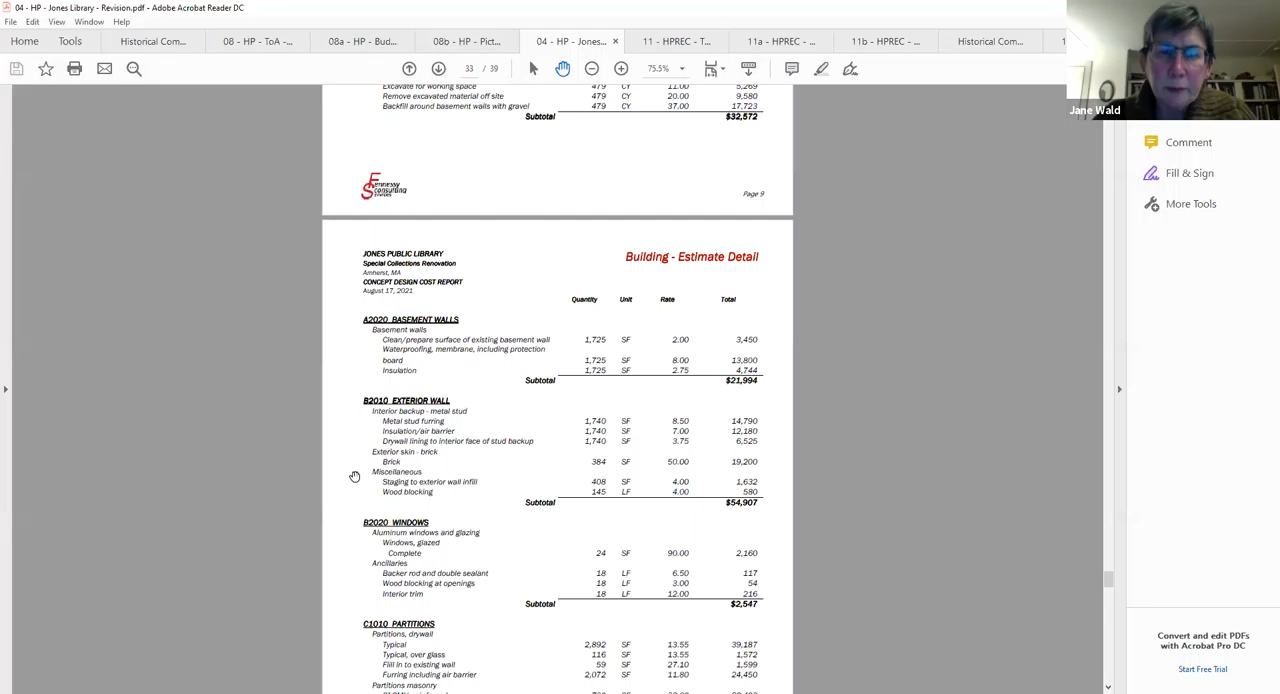 04 - HP - Jones Library - Revision.pdf - Adobe Acrobat Reader DC
File Edit View Window Help
Home Tools Historical Com... 08 - HP - ToA -... 08a - HP - Bud... 08b - HP - Pict... 04 - HP - Jones... × 11 - HPREC - T... 11a - HPREC - ... 11b - HPREC - ... Historical Com...
33 / 39 75.5%
Jane Wald
Comment
Fill & Sign
More Tools
Excavate for working space 479 CY 11.00 5,269
Remove excavated material off site 479 CY 20.00 9,580
Backfill around basement walls with gravel 479 CY 37.00 17,723
Subtotal $32,572
Fennessy
Consulting
Services
Page 9
JONES PUBLIC LIBRARY
Building - Estimate Detail
Special Collections Renovation
Amherst, MA
CONCEPT DESIGN COST REPORT
August 17, 2021
Quantity Unit Rate Total
A2020 BASEMENT WALLS
Basement walls
Clean/prepare surface of existing basement wall 1,725 SF 2.00 3,450
Waterproofing, membrane, including protection
board 1,725 SF 8.00 13,800
Insulation 1,725 SF 2.75 4,744
Subtotal $21,994
B2010 EXTERIOR WALL
Interior backup - metal stud
Metal stud furring 1,740 SF 8.50 14,790
Insulation/air barrier 1,740 SF 7.00 12,180
Drywall lining to interior face of stud backup 1,740 SF 3.75 6,525
Exterior skin - brick
Brick 384 SF 50.00 19,200
Miscellaneous
Staging to exterior wall infill 408 SF 4.00 1,632
Wood blocking 145 LF 4.00 580
Subtotal $54,907
B2020 WINDOWS
Aluminum windows and glazing
Windows, glazed
Complete 24 SF 90.00 2,160
Ancillaries
Backer rod and double sealant 18 LF 6.50 117
Wood blocking at openings 18 LF 3.00 54
Interior trim 18 LF 12.00 216
Subtotal $2,547
C1010 PARTITIONS
Partitions, drywall
Typical 2,892 SF 13.55 39,187
Typical, over glass 116 SF 13.55 1,572
Fill in to existing wall 59 SF 27.10 1,599
Furring including air barrier 2,072 SF 11.80 24,450
Partitions masonry
Convert and edit PDFs
with Acrobat Pro DC
Start Free Trial